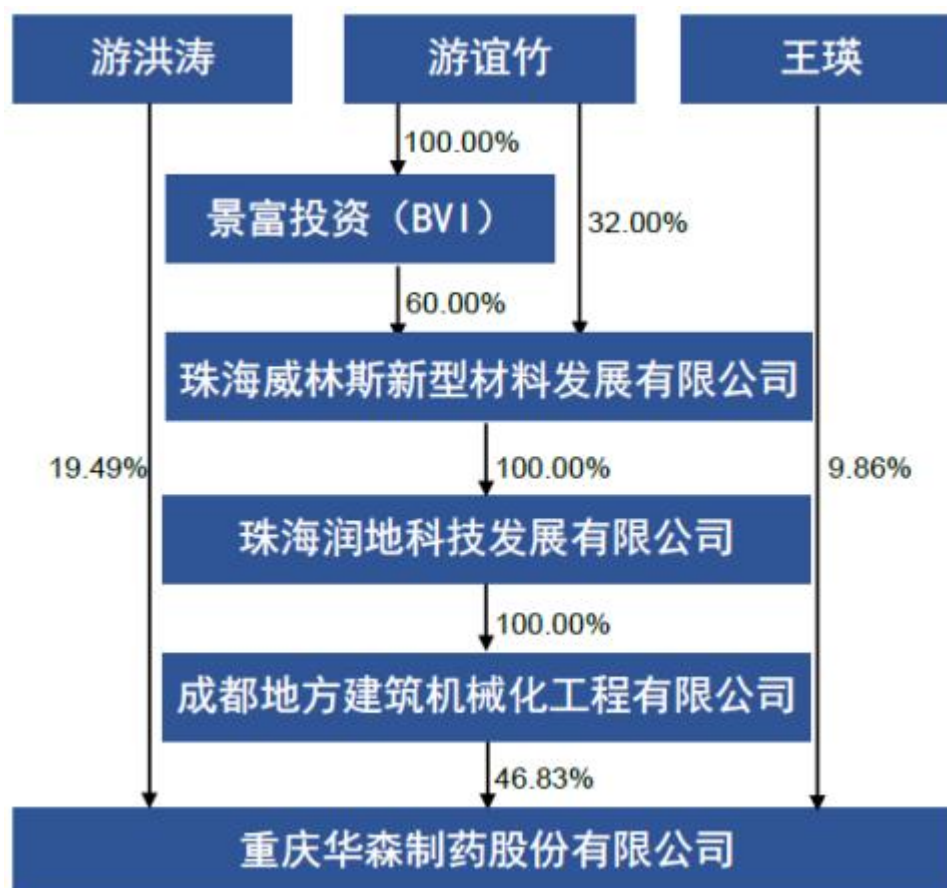 游洪涛
游谊竹
王瑛
100.00%
景富投资（BVI）
32.00%
60.00%
珠海威林斯新型材料发展有限公司
19.49%
100.00%
9.86%
珠海润地科技发展有限公司
100.00%
成都地方建筑机械化工程有限公司
46.83%
重庆华森制药股份有限公司